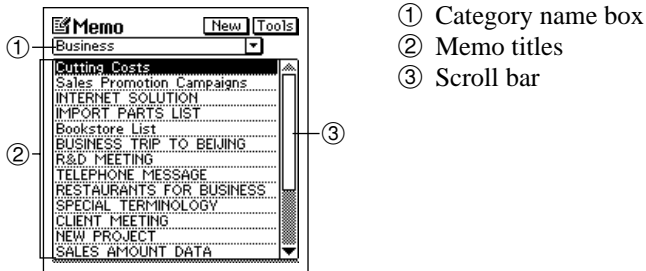 Memo New Tools
① Business
② Cutting Costs
Sales Promotion Campaigns
INTERNET SOLUTION
IMPORT PARTS LIST
Bookstore List
BUSINESS TRIP TO BEIJING
R&D MEETING
TELEPHONE MESSAGE
RESTAURANTS FOR BUSINESS
SPECIAL TERMINOLOGY
CLIENT MEETING
NEW PROJECT
SALES AMOUNT DATA
③
① Category name box
② Memo titles
③ Scroll bar